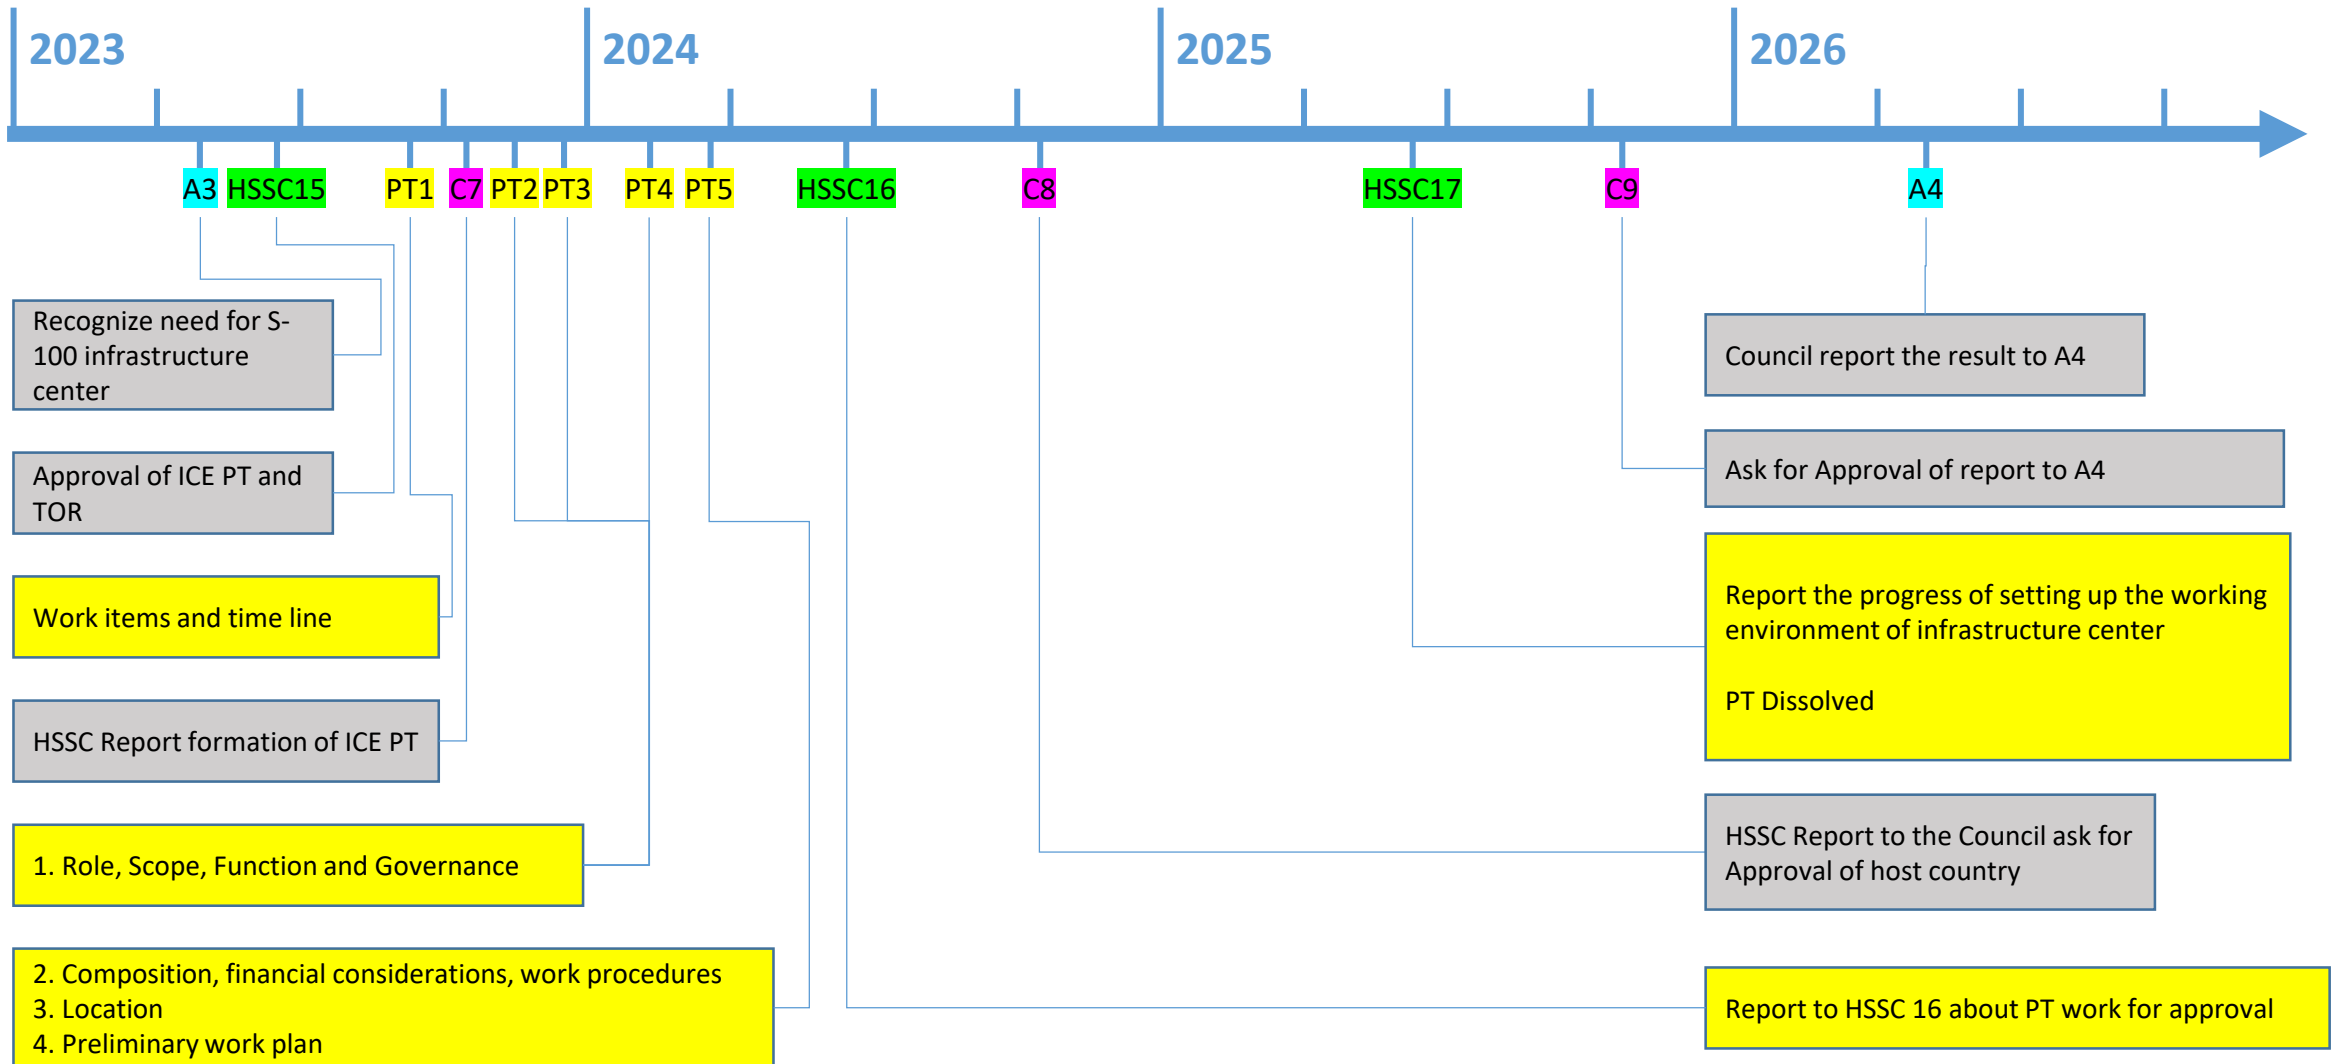 2023
2024
2025
2026
A3
HSSC15
PT1
C7
PT2
PT3
PT4
PT5
HSSC16
C8
HSSC17
C9
A4
Recognize need for S-
100 infrastructure
center
Approval of ICE PT and
TOR
Work items and time line
HSSC Report formation of ICE PT
1. Role, Scope, Function and Governance
2. Composition, financial considerations, work procedures
3. Location
4. Preliminary work plan
Council report the result to A4
Ask for Approval of report to A4
Report the progress of setting up the working
environment of infrastructure center
PT Dissolved
HSSC Report to the Council ask for
Approval of host country
Report to HSSC 16 about PT work for approval